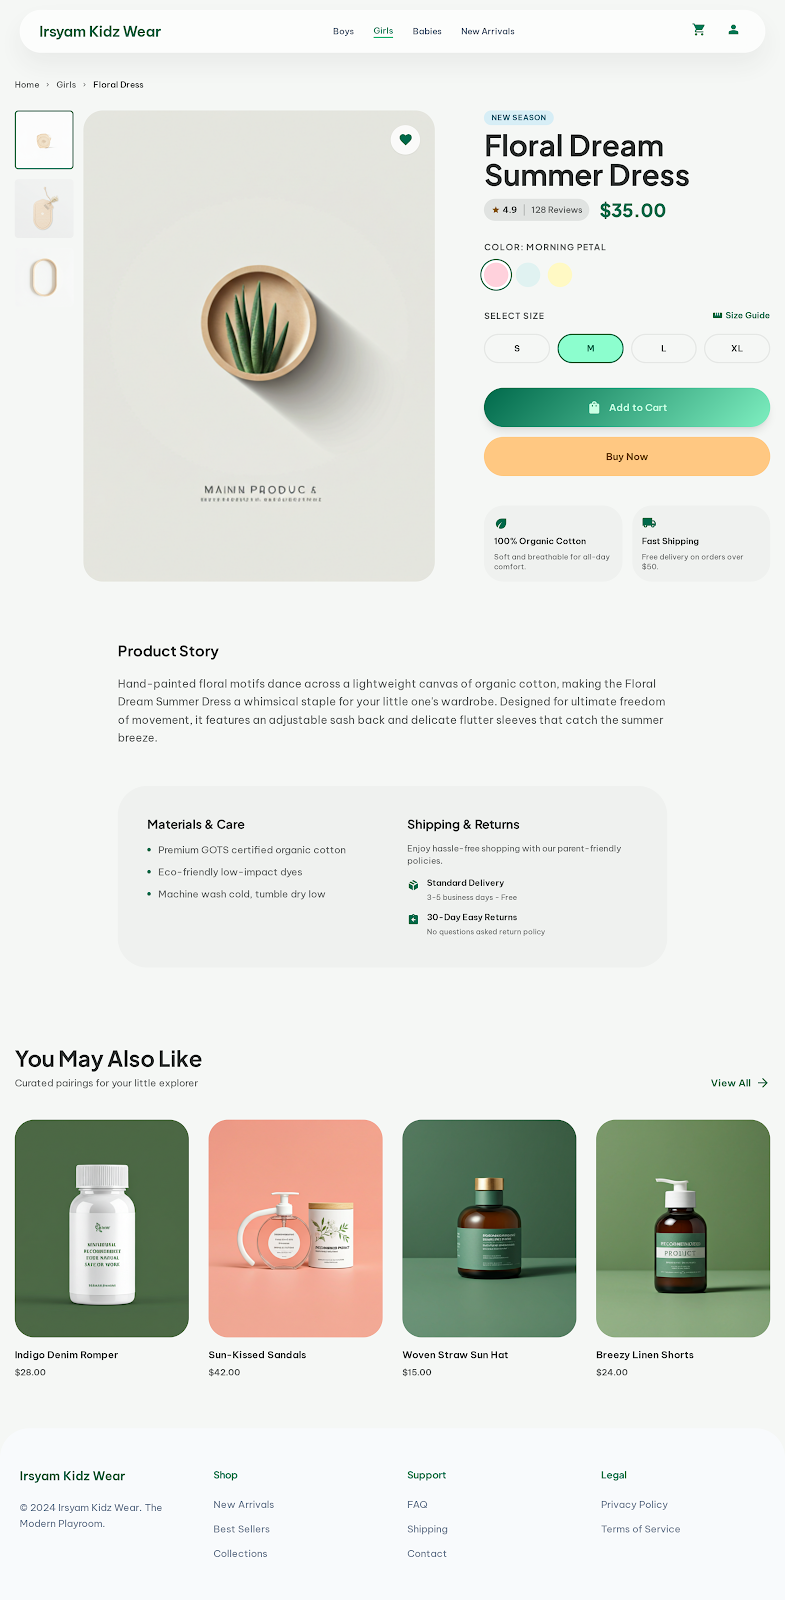 Irsyam Kidz Wear
Boys
Girls
Babies
New Arrivals
Home › Girls › Floral Dress
NEW SEASON
Floral Dream
Summer Dress
★ 4.9 | 128 Reviews
$35.00
COLOR: MORNING PETAL
SELECT SIZE
Size Guide
S
M
L
XL
Add to Cart
Buy Now
100% Organic Cotton
Soft and breathable for all-day
comfort.
Fast Shipping
Free delivery on orders over
$50.
MAINN PRODUC &
Product Story
Hand-painted floral motifs dance across a lightweight canvas of organic cotton, making the Floral
Dream Summer Dress a whimsical staple for your little one's wardrobe. Designed for ultimate freedom
of movement, it features an adjustable sash back and delicate flutter sleeves that catch the summer
breeze.
Materials & Care
• Premium GOTS certified organic cotton
• Eco-friendly low-impact dyes
• Machine wash cold, tumble dry low
Shipping & Returns
Enjoy hassle-free shopping with our parent-friendly
policies.
Standard Delivery
3-5 business days - Free
30-Day Easy Returns
No questions asked return policy
You May Also Like
Curated pairings for your little explorer
View All →
PRODUCT
Indigo Denim Romper
$28.00
Sun-Kissed Sandals
$42.00
Woven Straw Sun Hat
$15.00
Breezy Linen Shorts
$24.00
Irsyam Kidz Wear
© 2024 Irsyam Kidz Wear. The
Modern Playroom.
Shop
New Arrivals
Best Sellers
Collections
Support
FAQ
Shipping
Contact
Legal
Privacy Policy
Terms of Service